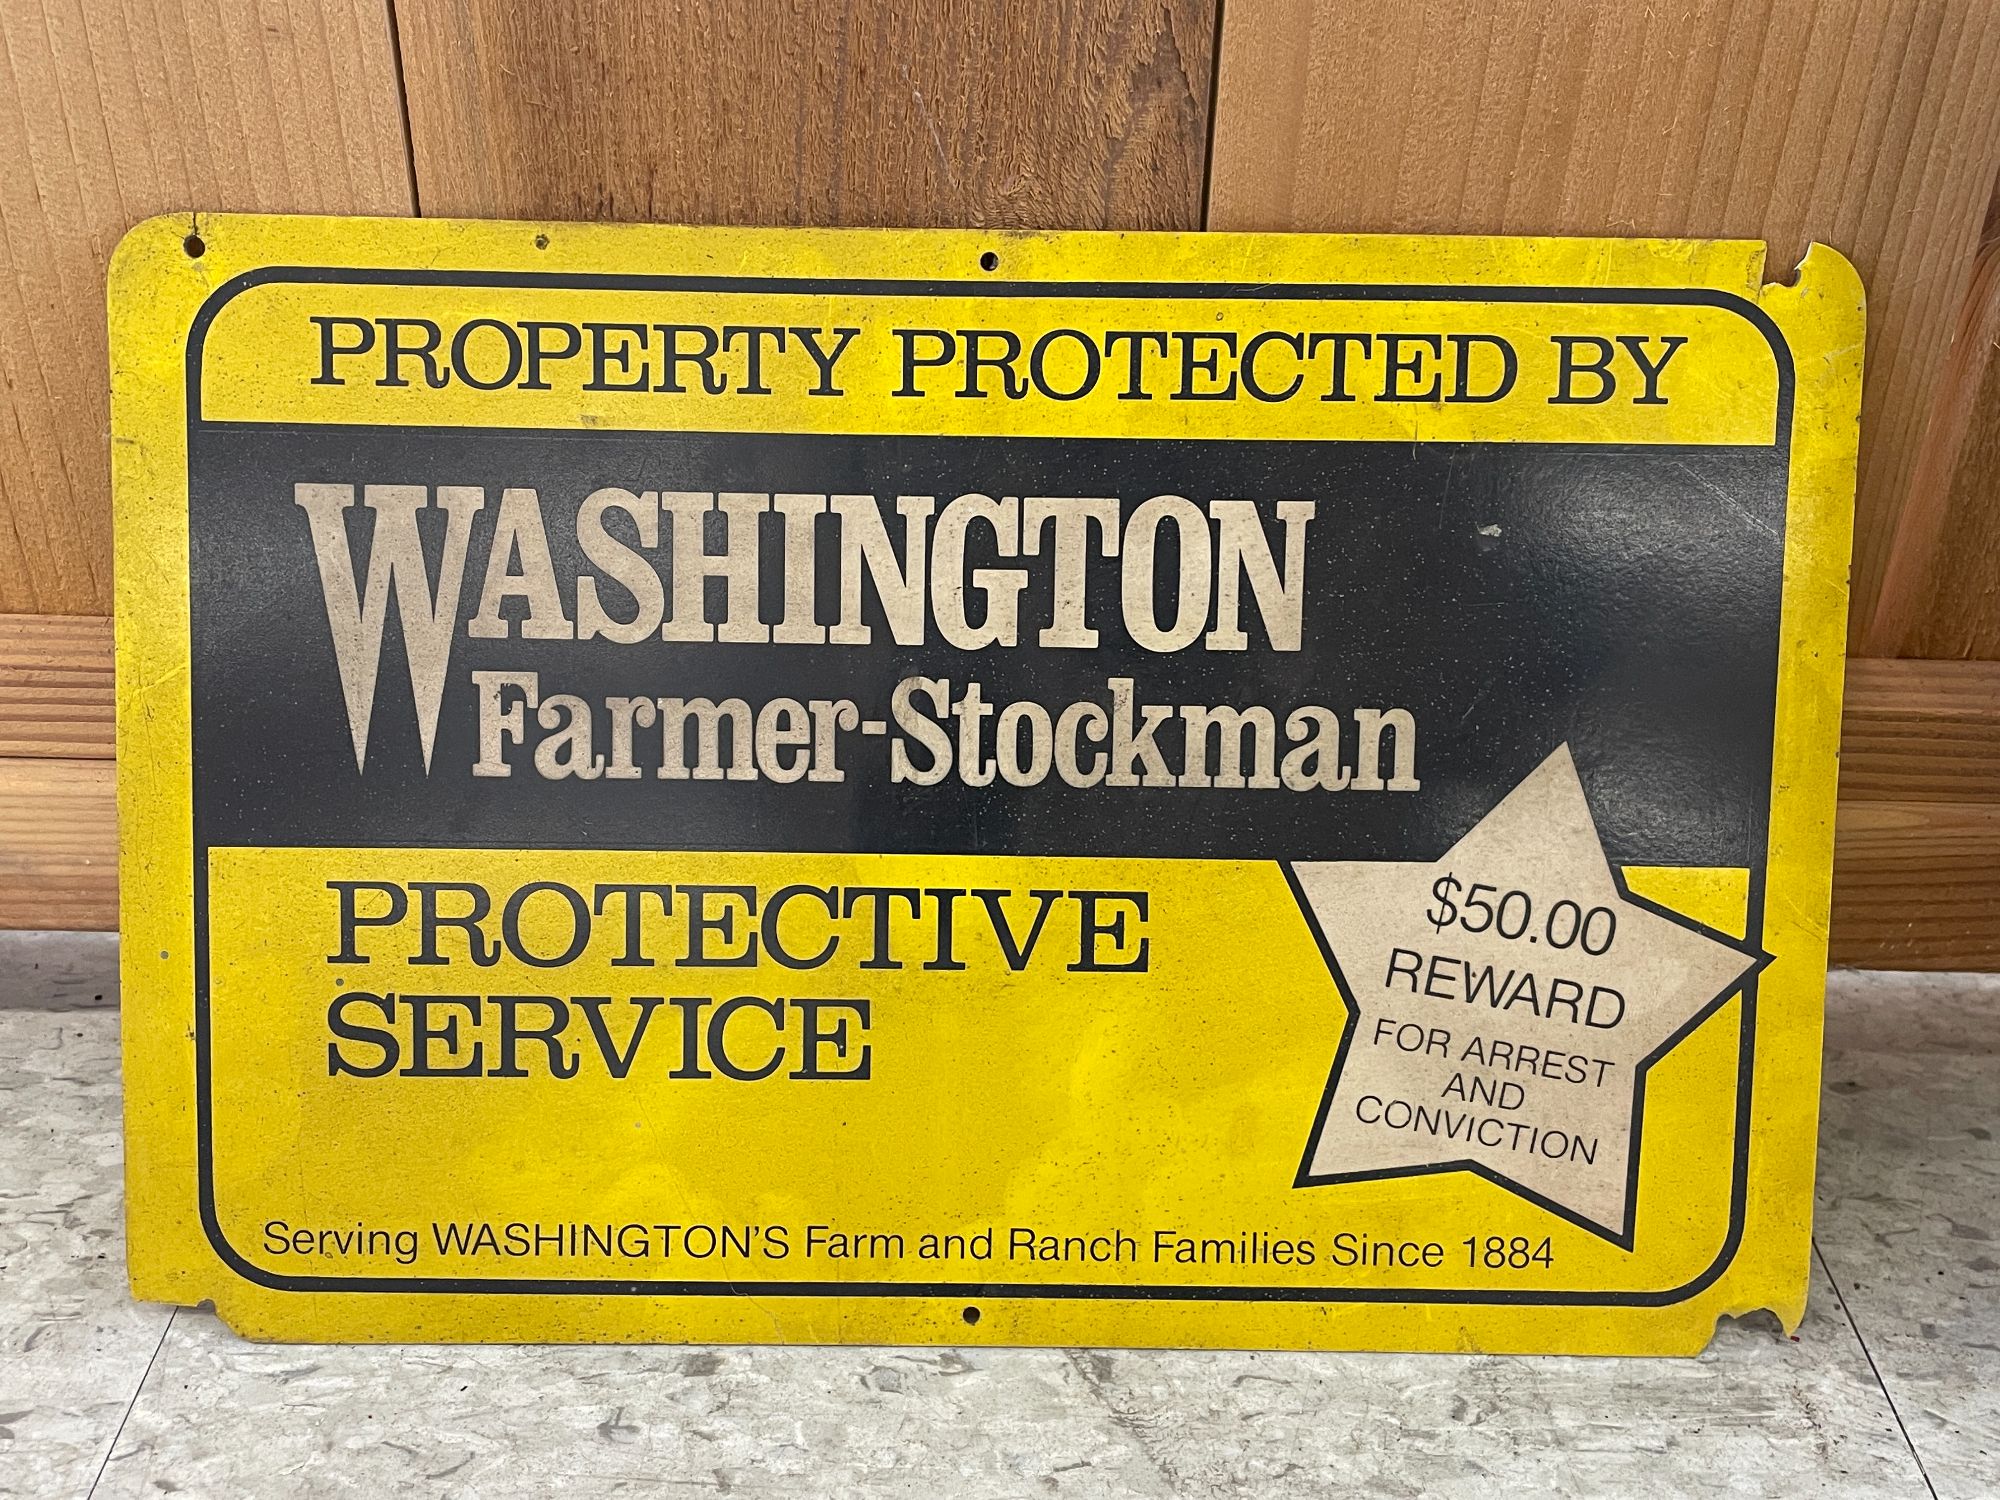 PROPERTY PROTECTED BY
WASHINGTON
Farmer-Stockman
PROTECTIVE
SERVICE
$50.00
REWARD
FOR ARREST
AND
CONVICTION
Serving WASHINGTON'S Farm and Ranch Families Since 1884